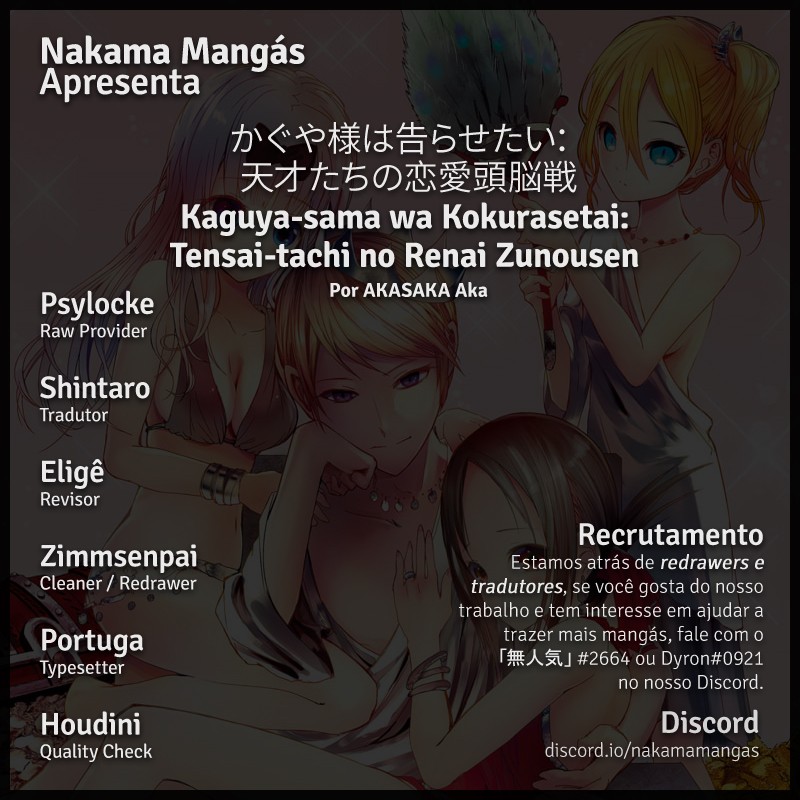 Nakama Mangás
Apresenta
かぐや様は告らせたい:
天才たちの恋愛頭脳戦
Kaguya-sama wa Kokurasetai:
Tensai-tachi no Renai Zunousen
Por AKASAKA Aka
Psylocke
Raw Provider
Shintaro
Tradutor
Eligê
Revisor
Zimmsenpai
Cleaner / Redrawer
Portuga
Typesetter
Houdini
Quality Check
Recrutamento
Estamos atrás de redrawers e
tradutores, se você gosta do nosso
trabalho e tem interesse em ajudar a
trazer mais mangás, fale com o
「無人気」 #2664 ou Dyron#0921
no nosso Discord.
Discord
discord.io/nakamamangas